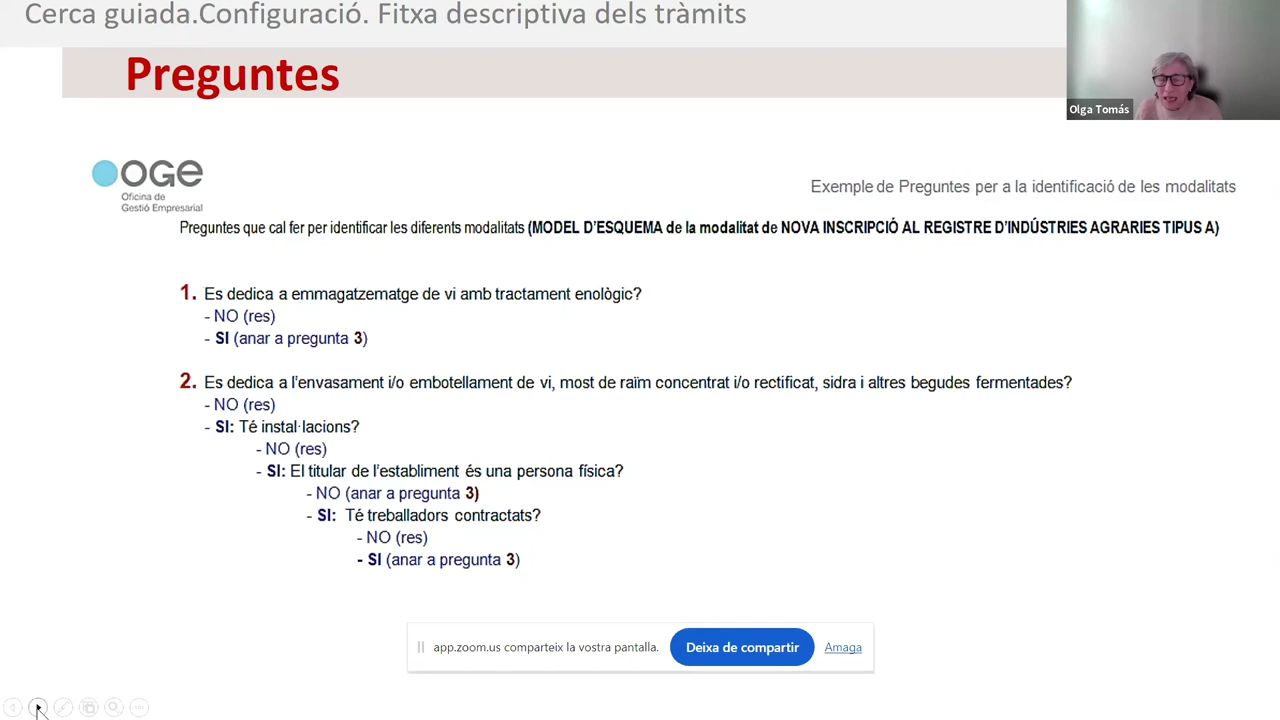 Cerca guiada.Configuració. Fitxa descriptiva dels tràmits
Preguntes
Olga Tomás
OGE
Oficina de
Gestió Empresarial
Exemple de Preguntes per a la identificació de les modalitats
Preguntes que cal fer per identificar les diferents modalitats (MODEL D'ESQUEMA de la modalitat de NOVA INSCRIPCIÓ AL REGISTRE D'INDÚSTRIES AGRARIES TIPUS A)
1. Es dedica a emmagatzematge de vi amb tractament enològic?
- NO (res)
- SI (anar a pregunta 3)
2. Es dedica a l'envasament i/o embotellament de vi, most de raïm concentrat i/o rectificat, sidra i altres begudes fermentades?
- NO (res)
- SI: Té instal·lacions?
- NO (res)
- SI: El titular de l'establiment és una persona física?
- NO (anar a pregunta 3)
- SI: Té treballadors contractats?
- NO (res)
- SI (anar a pregunta 3)
app.zoom.us comparteix la vostra pantalla.
Deixa de compartir
Amaga